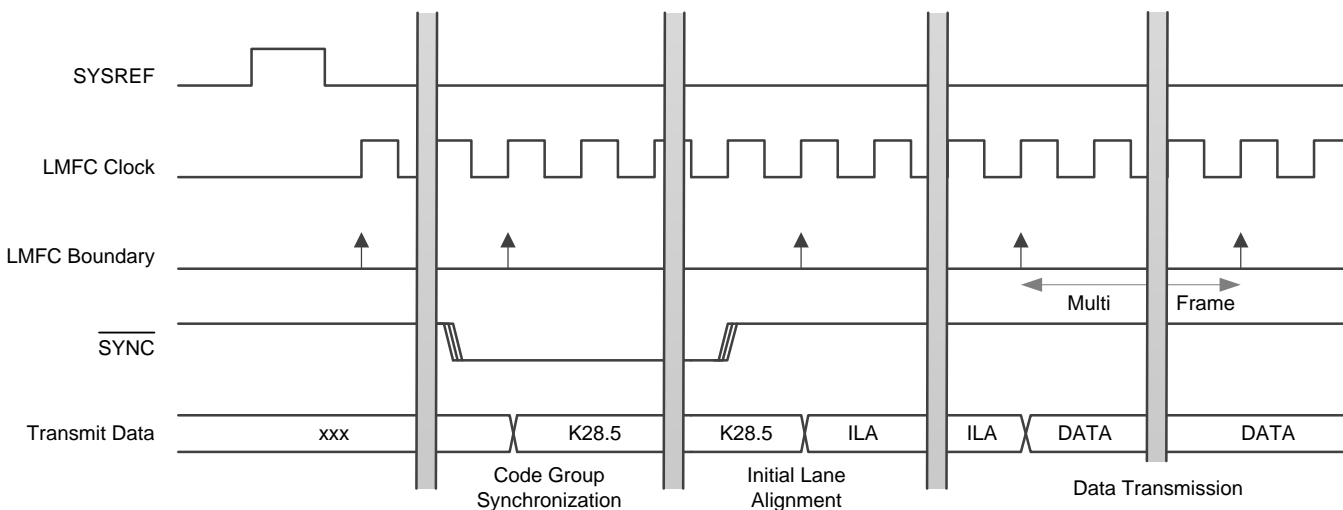 SYSREF
LMFC Clock
LMFC Boundary
Multi Frame
SYNC
Transmit Data xxx K28.5 K28.5 ILA ILA DATA DATA
Code Group
Synchronization
Initial Lane
Alignment
Data Transmission